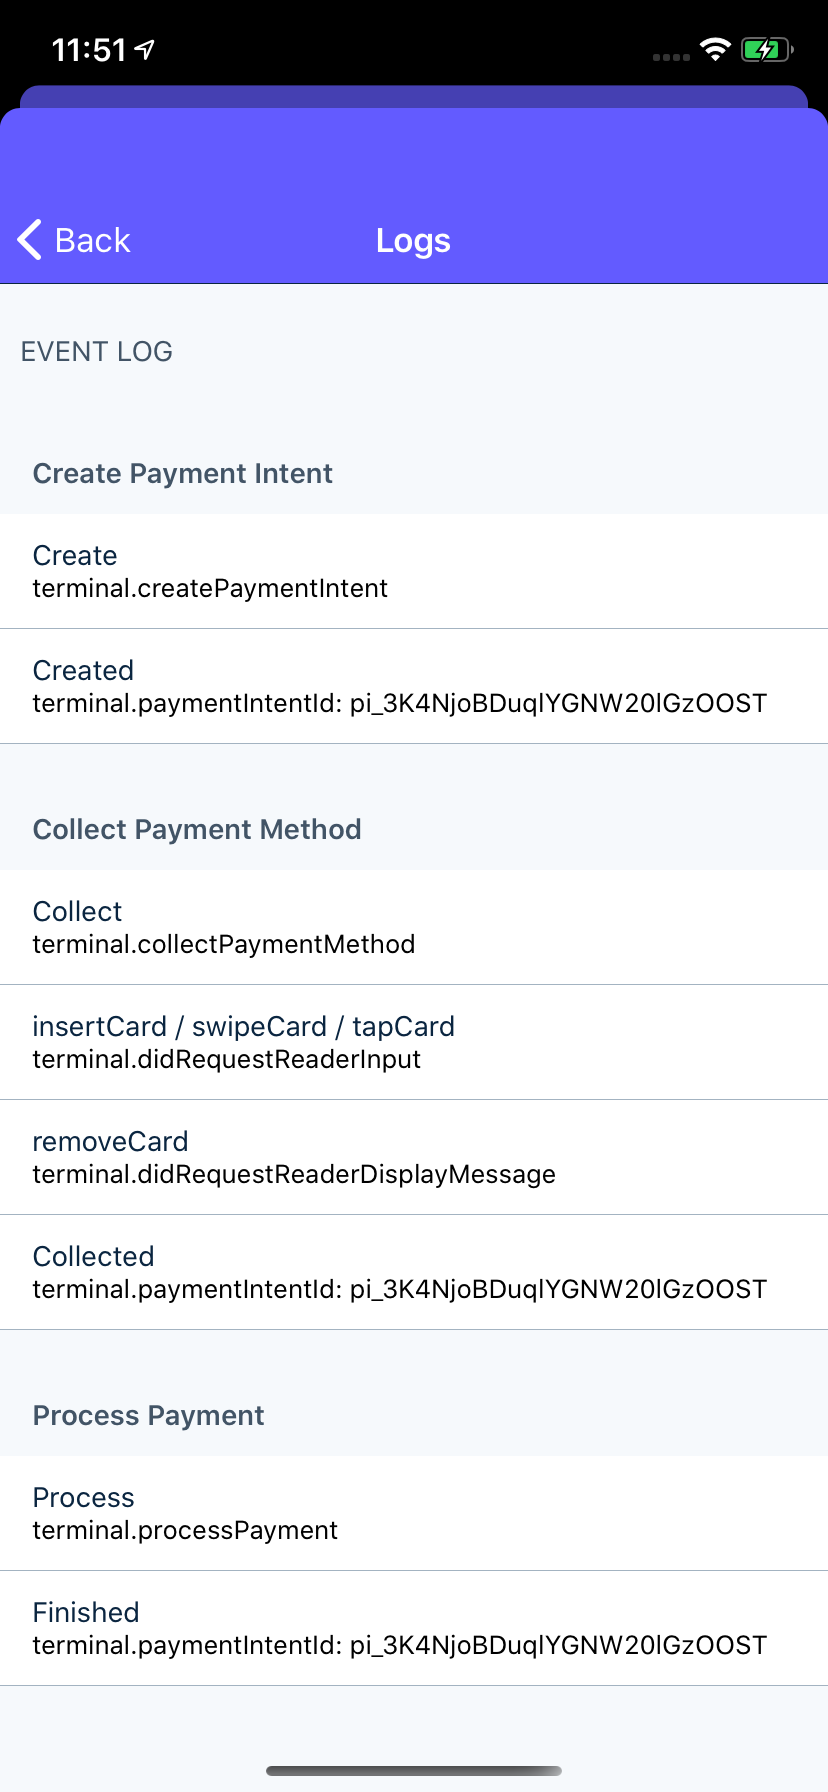 11:51
Back
Logs
EVENT LOG
Create Payment Intent
Create
terminal.createPaymentIntent
Created
terminal.paymentIntentId: pi_3K4NjoBDuqlYGNW20lGzOOST
Collect Payment Method
Collect
terminal.collectPaymentMethod
insertCard / swipeCard / tapCard
terminal.didRequestReaderInput
removeCard
terminal.didRequestReaderDisplayMessage
Collected
terminal.paymentIntentId: pi_3K4NjoBDuqlYGNW20lGzOOST
Process Payment
Process
terminal.processPayment
Finished
terminal.paymentIntentId: pi_3K4NjoBDuqlYGNW20lGzOOST